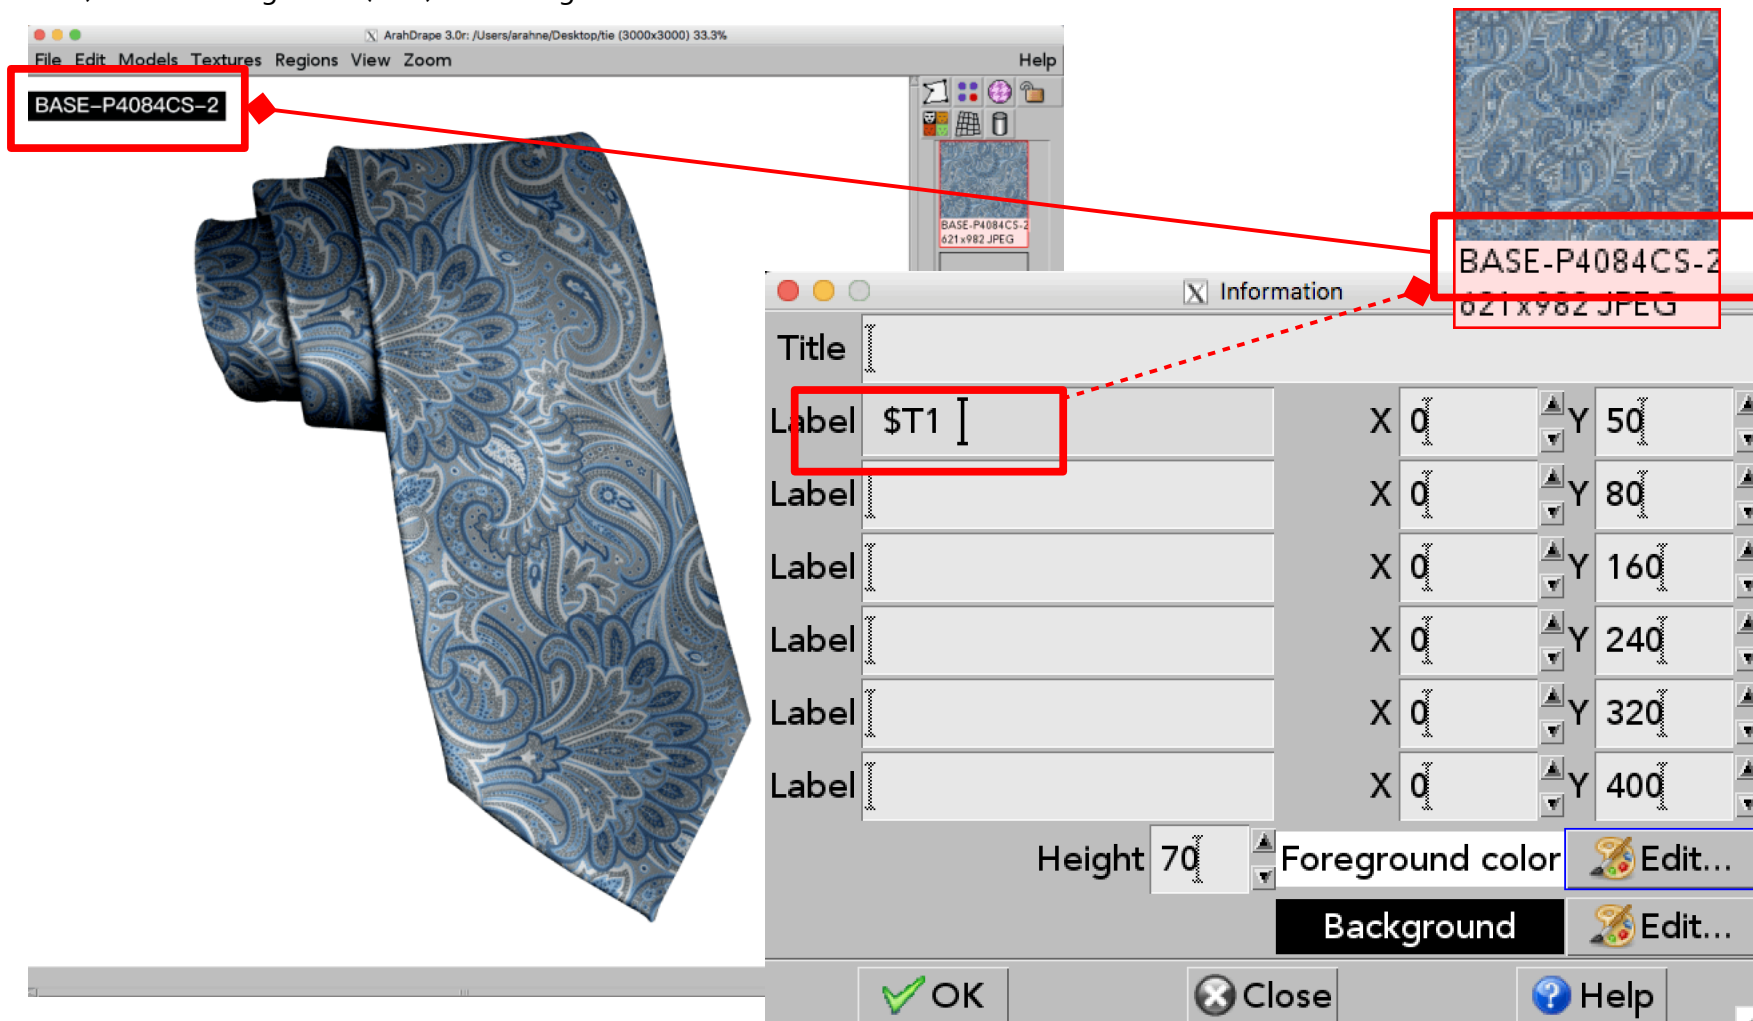 ArahDrape 3.0r: /Users/arahne/Desktop/tie (3000x3000) 33.3%
File Edit Models Textures Regions View Zoom Help
BASE-P4084CS-2
BASE-P4084CS-2
621x982 JPEG
BASE-P4084CS-2
621x982 JPEG
Information
Title
Label $T1 X 0 Y 50
Label X 0 Y 80
Label X 0 Y 160
Label X 0 Y 240
Label X 0 Y 320
Label X 0 Y 400
Height 70 Foreground color Edit...
Background Edit...
OK Close Help